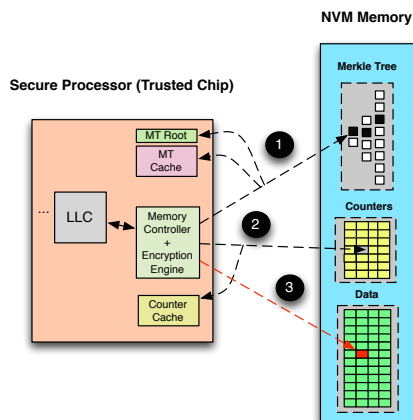 NVM Memory
Merkle Tree
Secure Processor (Trusted Chip)
MT Root
MT
Cache
1
...
LLC
Memory
Controller
+
Encryption
Engine
2
Counters
3
Data
Counter
Cache